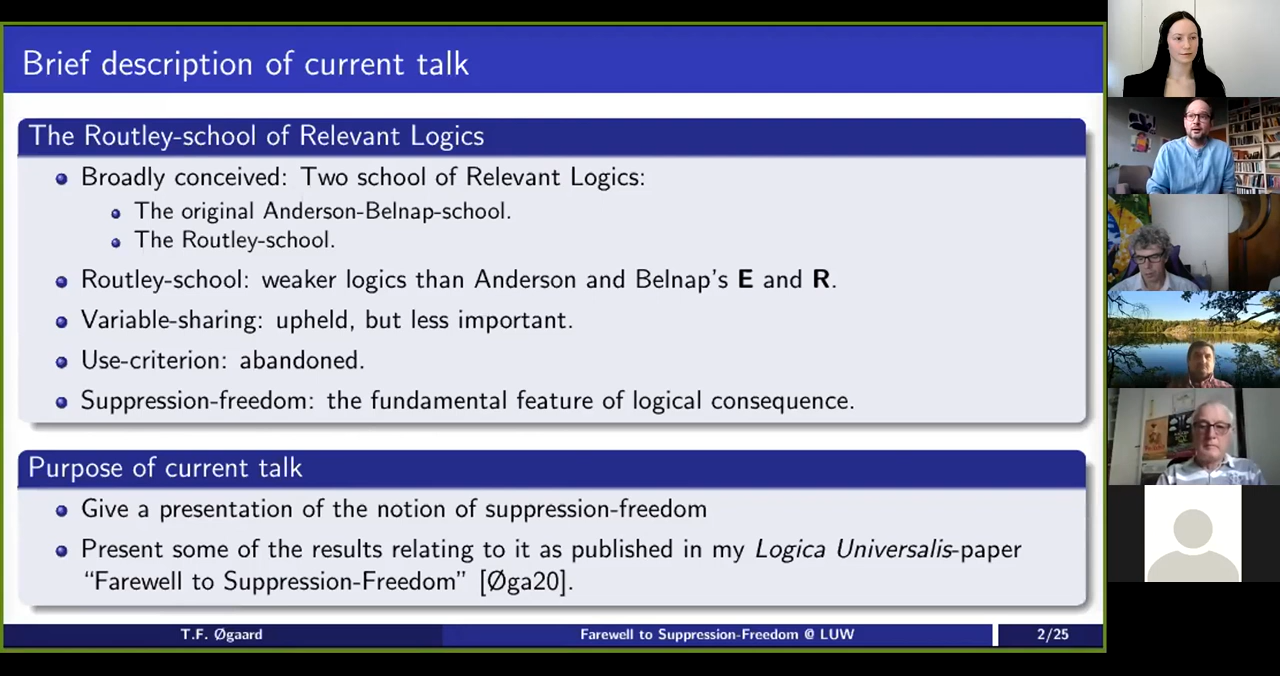 Brief description of current talk
The Routley-school of Relevant Logics
Broadly conceived: Two school of Relevant Logics:
The original Anderson-Belnap-school.
The Routley-school.
Routley-school: weaker logics than Anderson and Belnap's E and R.
Variable-sharing: upheld, but less important.
Use-criterion: abandoned.
Suppression-freedom: the fundamental feature of logical consequence.
Purpose of current talk
Give a presentation of the notion of suppression-freedom
Present some of the results relating to it as published in my Logica Universalis-paper
“Farewell to Suppression-Freedom” [Øga20].
T.F. Øgaard
Farewell to Suppression-Freedom @ LUW
2/25